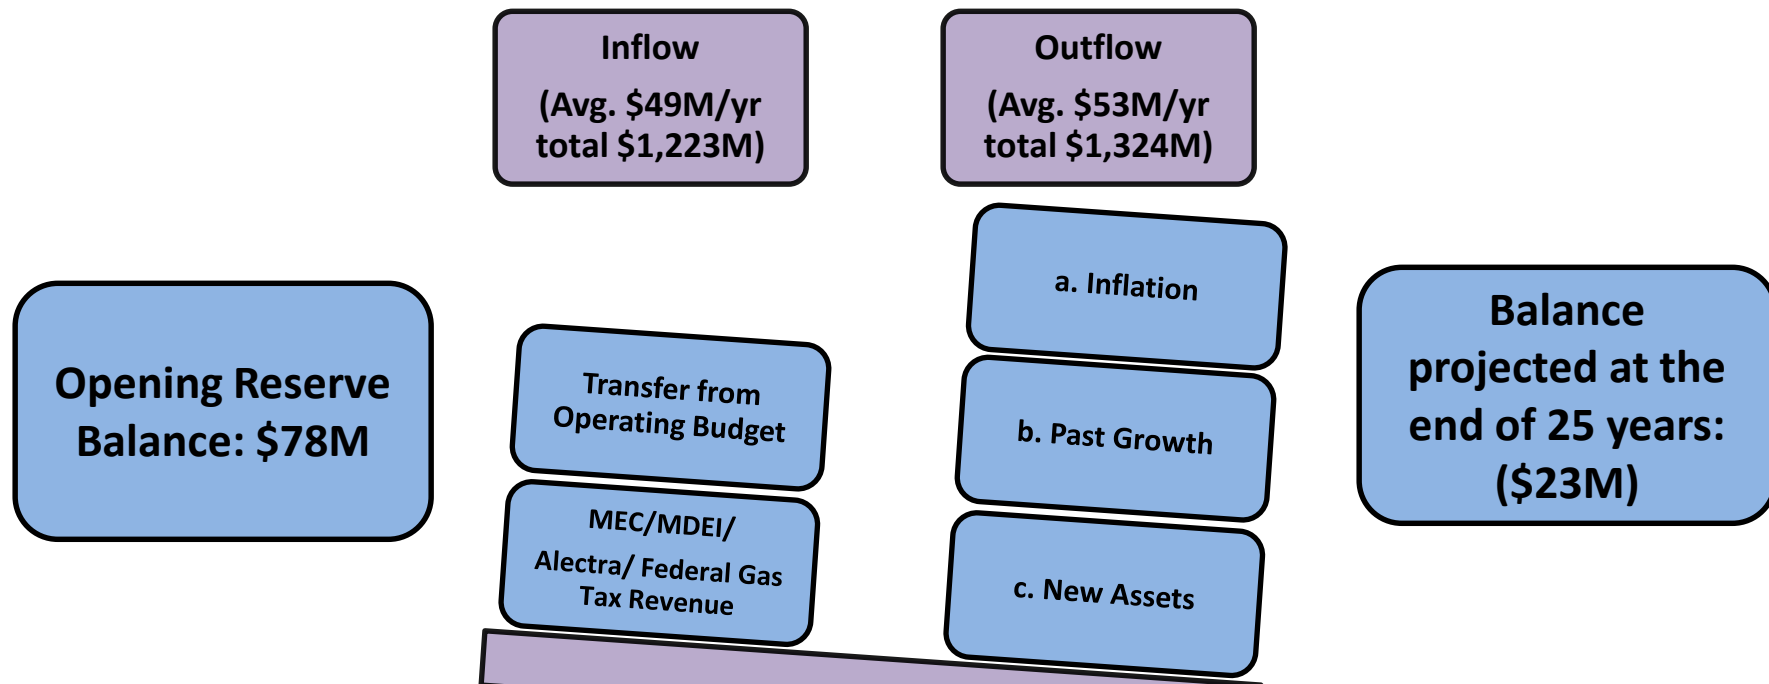 Inflow
(Avg. $49M/yr
total $1,223M)
Outflow
(Avg. $53M/yr
total $1,324M)
Opening Reserve
Balance: $78M
Transfer from
Operating Budget
MEC/MDEI/
Alectra/ Federal Gas
Tax Revenue
a. Inflation
b. Past Growth
c. New Assets
Balance
projected at the
end of 25 years:
($23M)